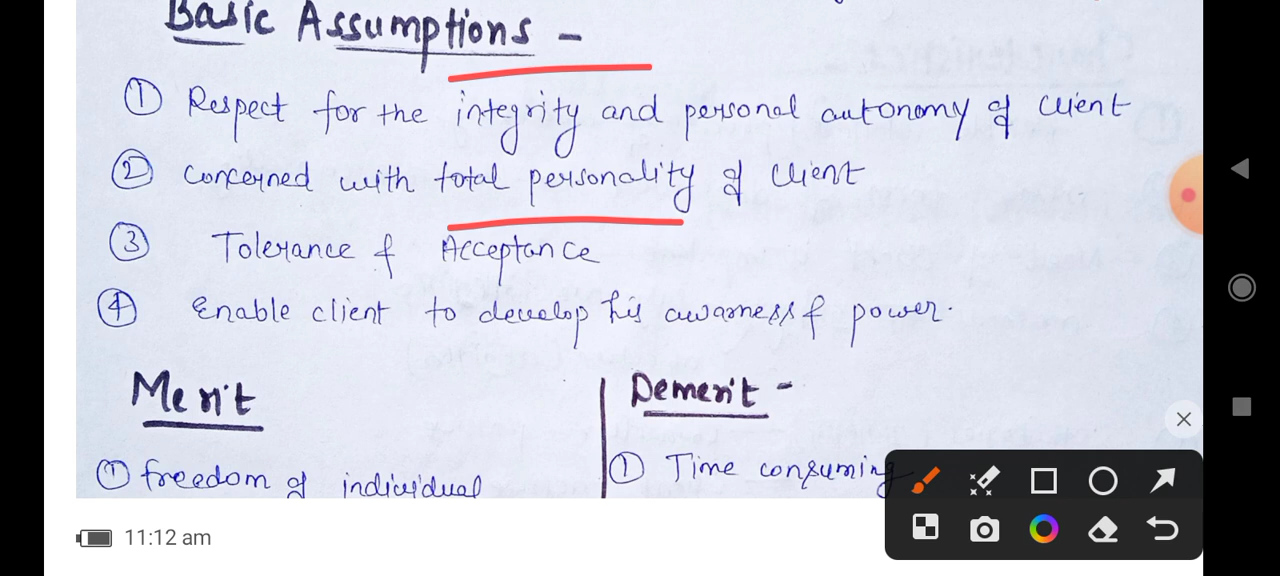 Basic Assumptions -
① Respect for the integrity and personal autonomy of client
② Concerned with total personality of client
③ Tolerance & Acceptance
④ Enable client to develop his awarness & power.
Merit
Demerit -
① freedom of individual
① Time consuming
11:12 am